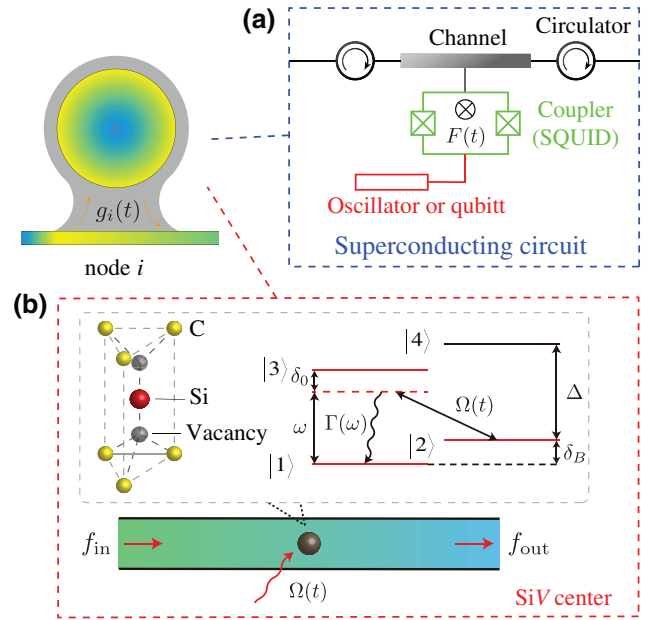 (a)
Channel
Circulator
F(t)
Coupler
(SQUID)
Oscillator or qubitt
Superconducting circuit
g_i(t)
node i
(b)
C
Si
Vacancy
|3⟩
δ_0
|4⟩
ω
Γ(ω)
Ω(t)
Δ
|1⟩
|2⟩
δ_B
f_in
f_out
Ω(t)
SiV center